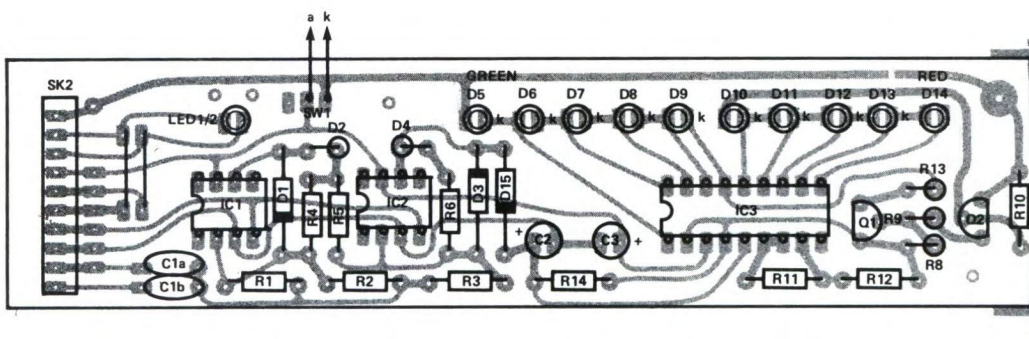 a k
GREEN RED
SK2
D5 D6 D7 D8 D9 D10 D11 D12 D13 D14
k k k k k k k k
SW1
LED1/2 D2 D4
R13
IC1 D1 R4 R5 IC2 R6 D3 D15 IC3 Q1 R9 Q2 R10
+ C2 C3 +
C1a
R8
C1b R1 R2 R3 R14 R11 R12